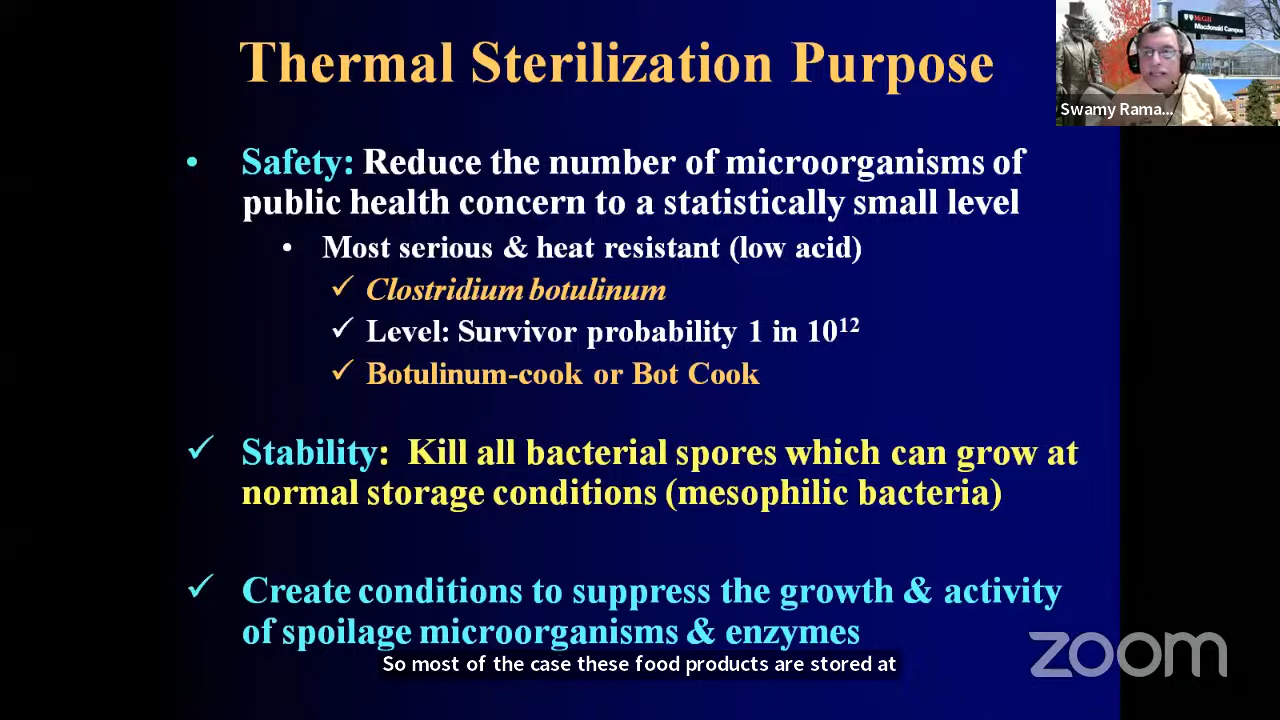 Thermal Sterilization Purpose
McGill
Macdonald Campus
Swamy Rama...
• Safety: Reduce the number of microorganisms of
public health concern to a statistically small level
• Most serious & heat resistant (low acid)
✓ Clostridium botulinum
✓ Level: Survivor probability 1 in 10¹²
✓ Botulinum-cook or Bot Cook
✓ Stability: Kill all bacterial spores which can grow at
normal storage conditions (mesophilic bacteria)
✓ Create conditions to suppress the growth & activity
of spoilage microorganisms & enzymes
So most of the case these food products are stored at
zoom